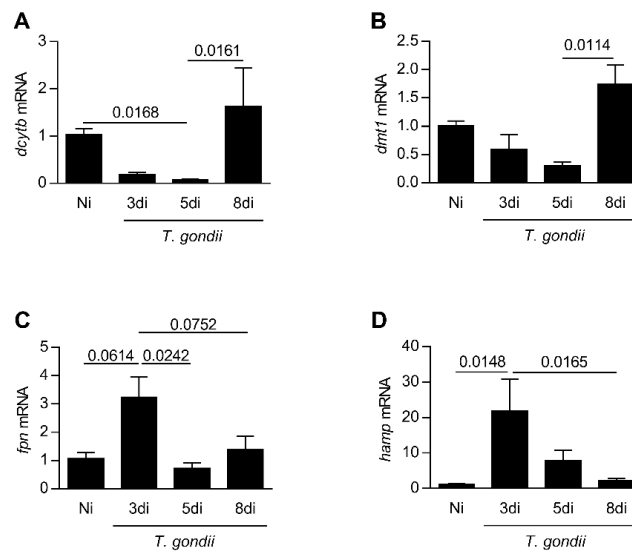 A
dcytb mRNA
3
2
1
0
0.0161
0.0168
Ni 3di 5di 8di
T. gondii
B
dmt1 mRNA
2.5
2.0
1.5
1.0
0.5
0.0
0.0114
Ni 3di 5di 8di
T. gondii
C
fpn mRNA
5
4
3
2
1
0
0.0752
0.0614 0.0242
Ni 3di 5di 8di
T. gondii
D
hamp mRNA
40
30
20
10
0
0.0148 0.0165
Ni 3di 5di 8di
T. gondii